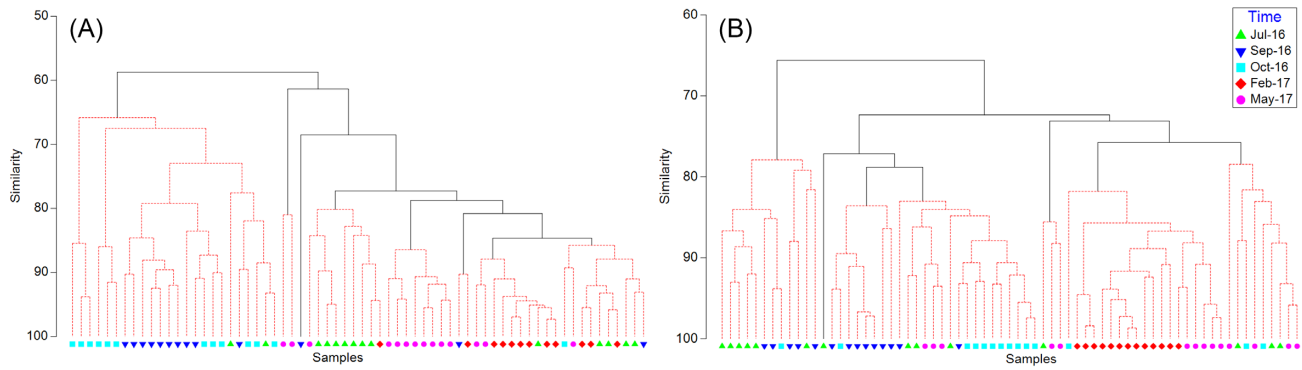 (A)
50
60
70
80
90
100
Similarity
Samples
(B)
60
70
80
90
100
Similarity
Samples
Time
Jul-16
Sep-16
Oct-16
Feb-17
May-17